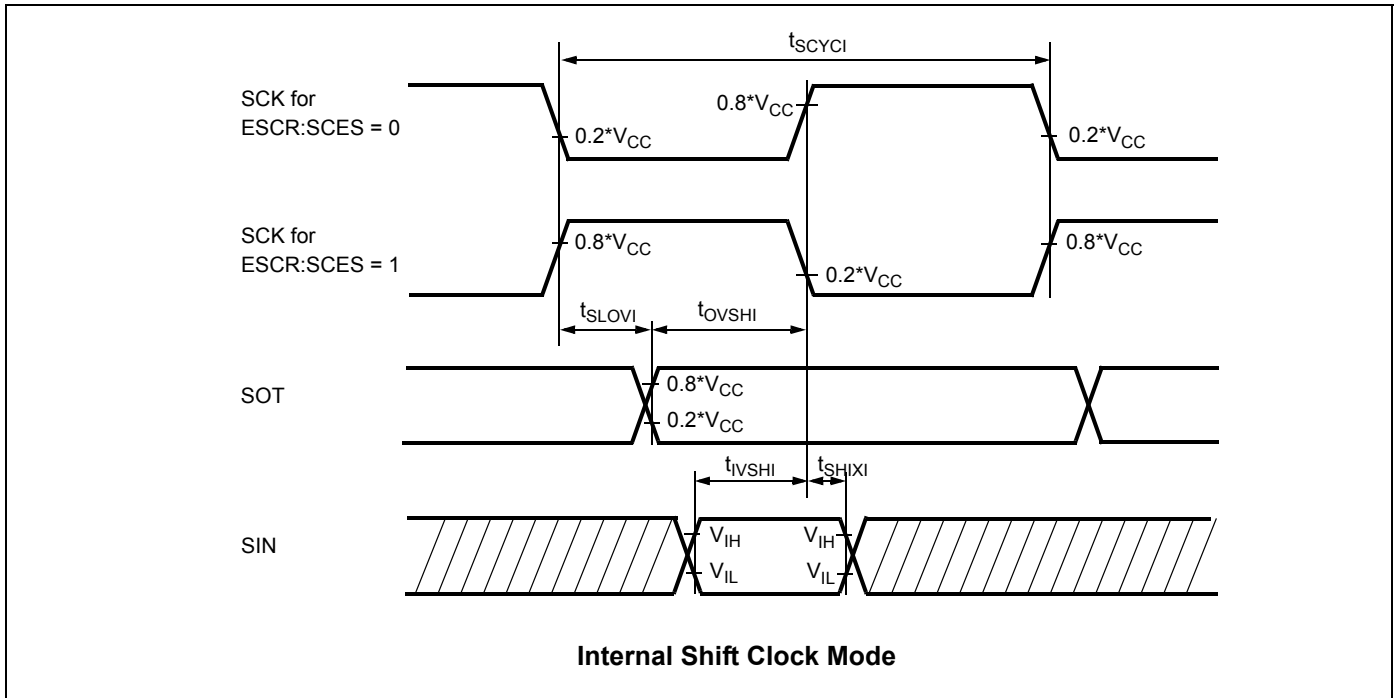 tSCYCI
SCK for
ESCR:SCES = 0
0.8*VCC
0.2*VCC
0.2*VCC
SCK for
ESCR:SCES = 1
0.8*VCC
0.8*VCC
0.2*VCC
tSLOVI
tOVSHI
SOT
0.8*VCC
0.2*VCC
tIVSHI
tSHIXI
SIN
VIH
VIH
VIL
VIL
Internal Shift Clock Mode